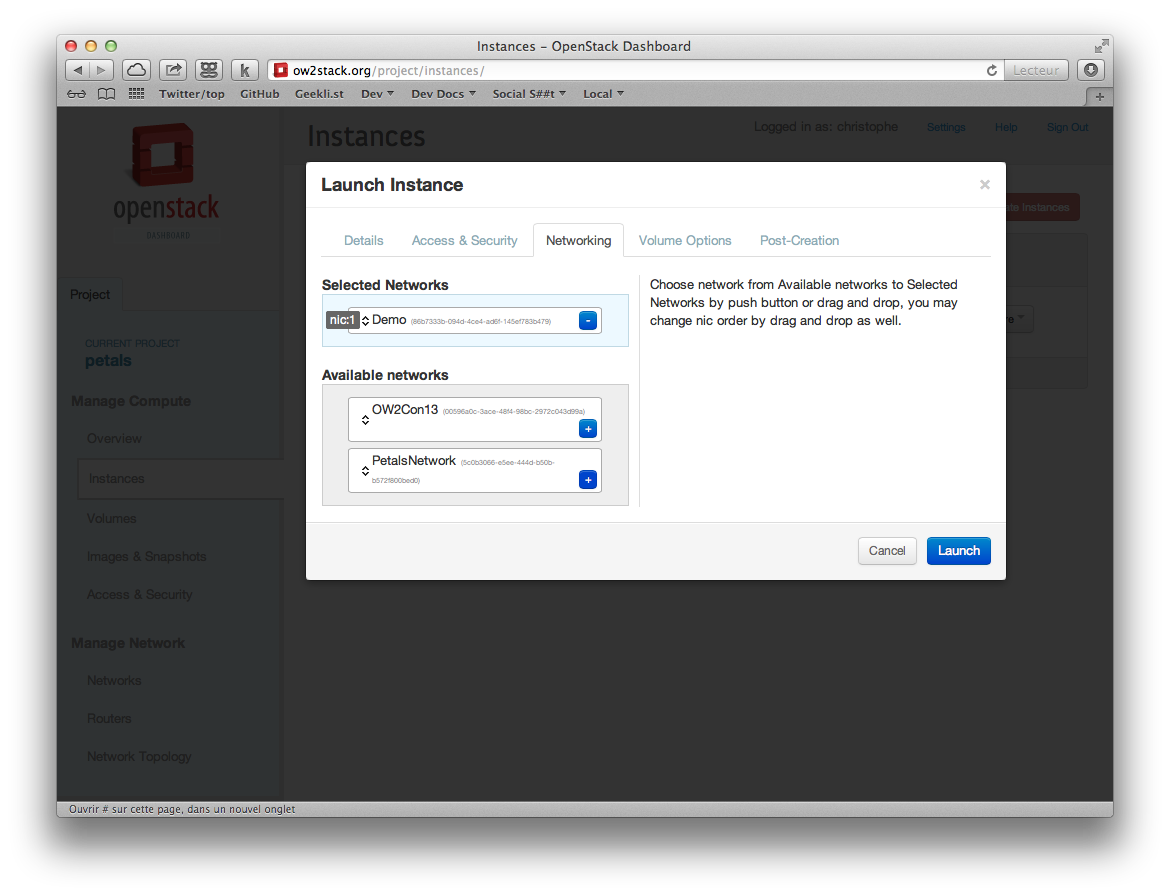 Instances – OpenStack Dashboard
k
ow2stack.org/project/instances/
Lecteur
Twitter/top GitHub Geekli.st Dev Dev Docs Social S##t Local
openstack
DASHBOARD
Instances
Logged in as: christophe Settings Help Sign Out
Project
CURRENT PROJECT
petals
Manage Compute
Overview
Instances
Volumes
Images & Snapshots
Access & Security
Manage Network
Networks
Routers
Network Topology
Launch Instance
×
Details Access & Security Networking Volume Options Post-Creation
Selected Networks
nic:1 Demo (86b7333b-094d-4ce4-ad6f-145ef783b479) -
Available networks
OW2Con13 (00596a0c-3ace-48f4-98bc-2972c043d99a)
+
PetalsNetwork (5c0b3066-e5ee-444d-b50b-
b572f800bed0) +
Choose network from Available networks to Selected
Networks by push button or drag and drop, you may
change nic order by drag and drop as well.
Cancel Launch
Instances
Ouvrir # sur cette page, dans un nouvel onglet